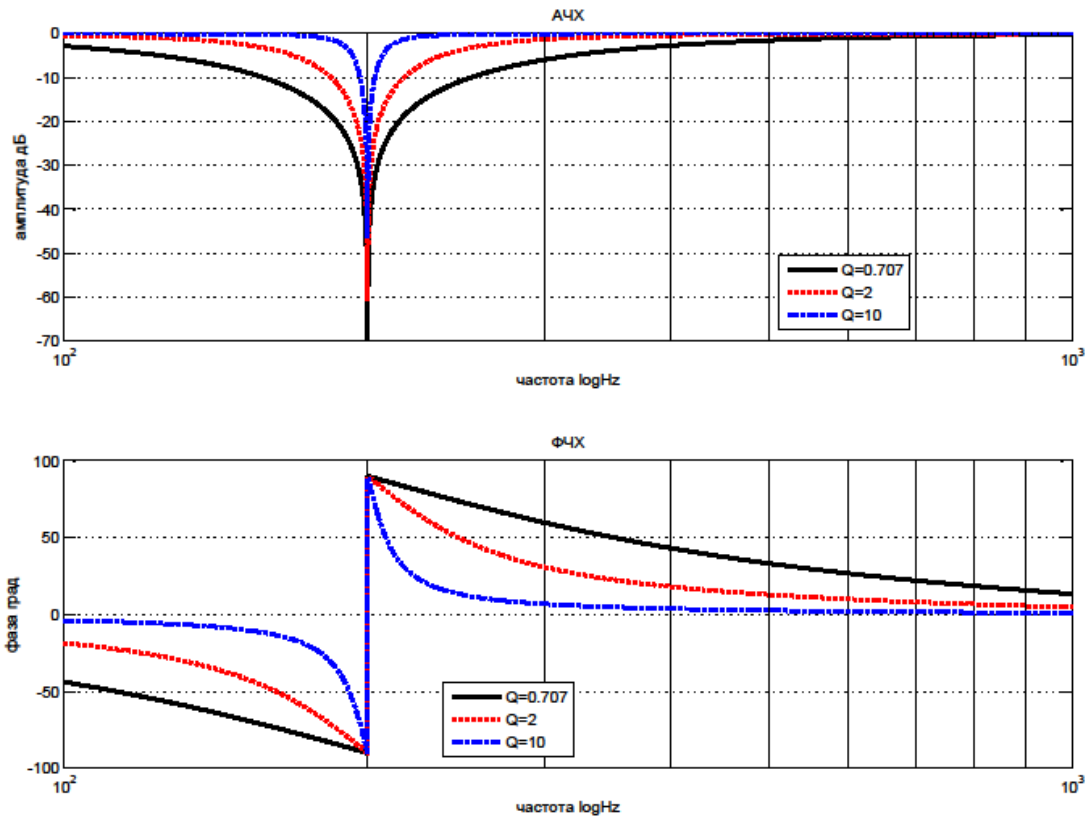 АЧХ
0
-10
-20
-30
-40
-50
-60
-70
амплитуда дБ
Q=0.707
Q=2
Q=10
10²
10³
частота logHz
ФЧХ
100
50
0
-50
-100
фаза град
Q=0.707
Q=2
Q=10
10²
10³
частота logHz